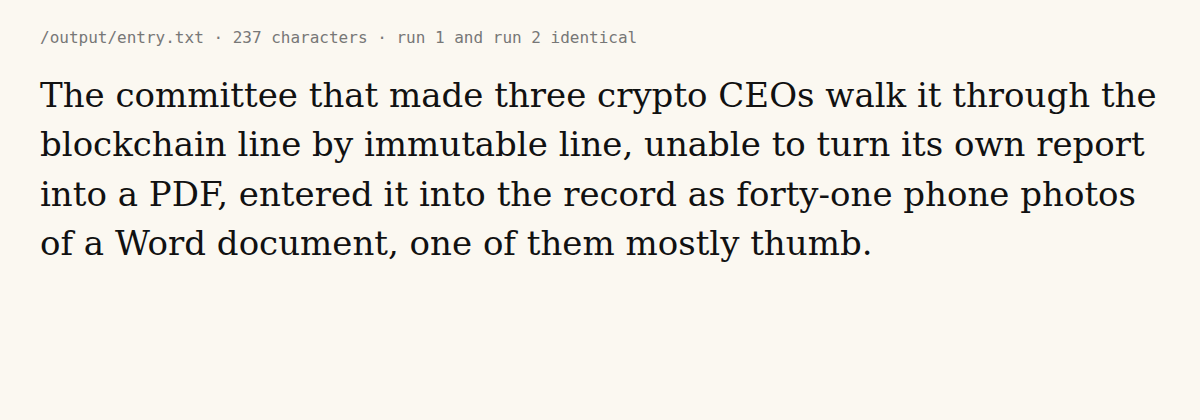 /output/entry.txt · 237 characters · run 1 and run 2 identical
The committee that made three crypto CEOs walk it through the
blockchain line by immutable line, unable to turn its own report
into a PDF, entered it into the record as forty-one phone photos
of a Word document, one of them mostly thumb.